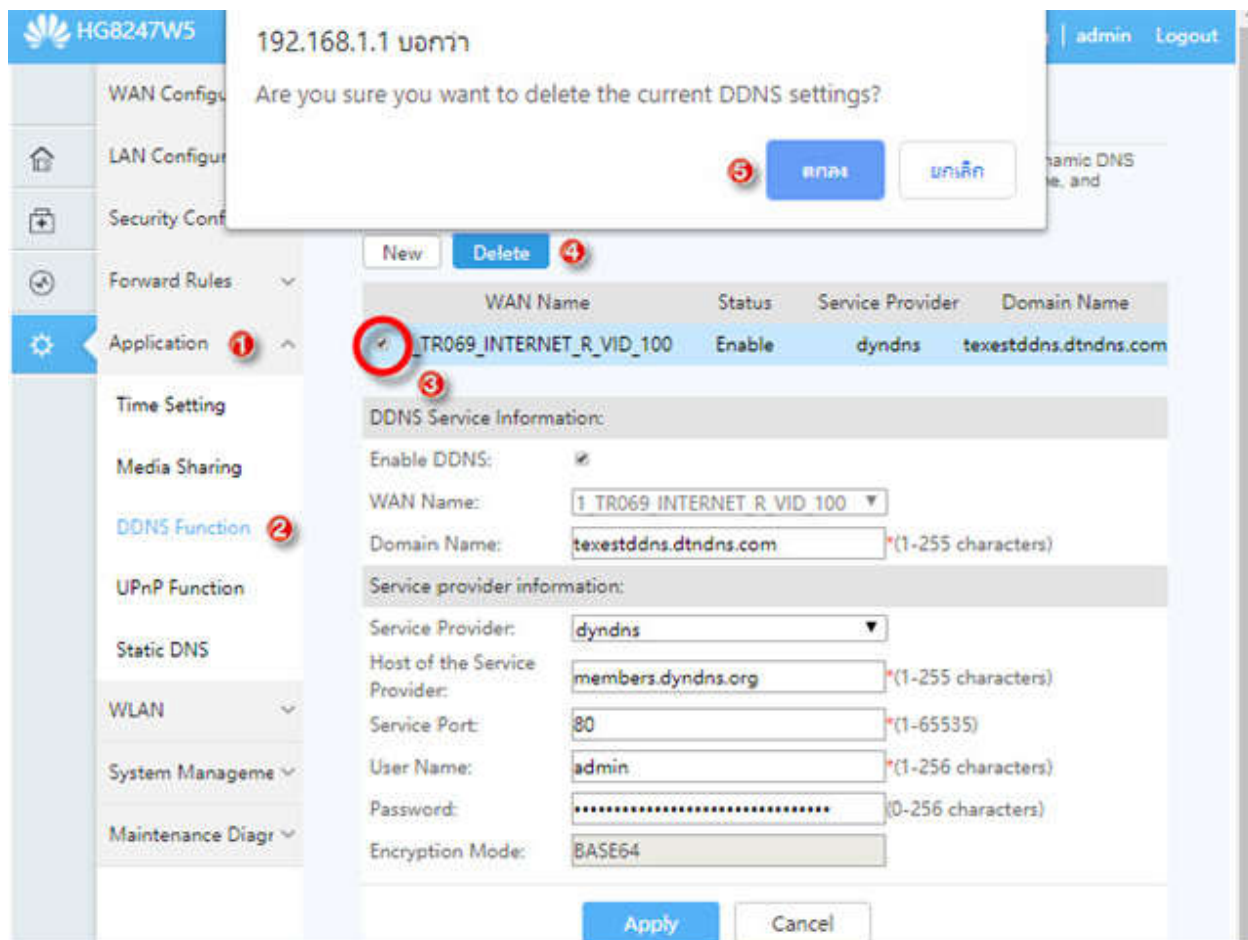 HG8247W5
| admin Logout
192.168.1.1 บอกว่า
Are you sure you want to delete the current DDNS settings?
5 ตกลง ยกเลิก
WAN Configu
LAN Configur
Security Conf
Forward Rules
Application 1
Time Setting
Media Sharing
DDNS Function 2
UPnP Function
Static DNS
WLAN
System Manageme
Maintenance Diagr
namic DNS
e, and
New Delete 4
WAN Name Status Service Provider Domain Name
_TR069_INTERNET_R_VID_100 Enable dyndns texestddns.dtndns.com
3
DDNS Service Information:
Enable DDNS:
WAN Name: 1_TR069_INTERNET_R_VID_100
Domain Name: texestddns.dtndns.com *(1-255 characters)
Service provider information:
Service Provider: dyndns
Host of the Service
Provider: members.dyndns.org *(1-255 characters)
Service Port: 80 *(1-65535)
User Name: admin *(1-256 characters)
Password: •••••••••••••••••••••••••••••••• (0-256 characters)
Encryption Mode: BASE64
Apply Cancel